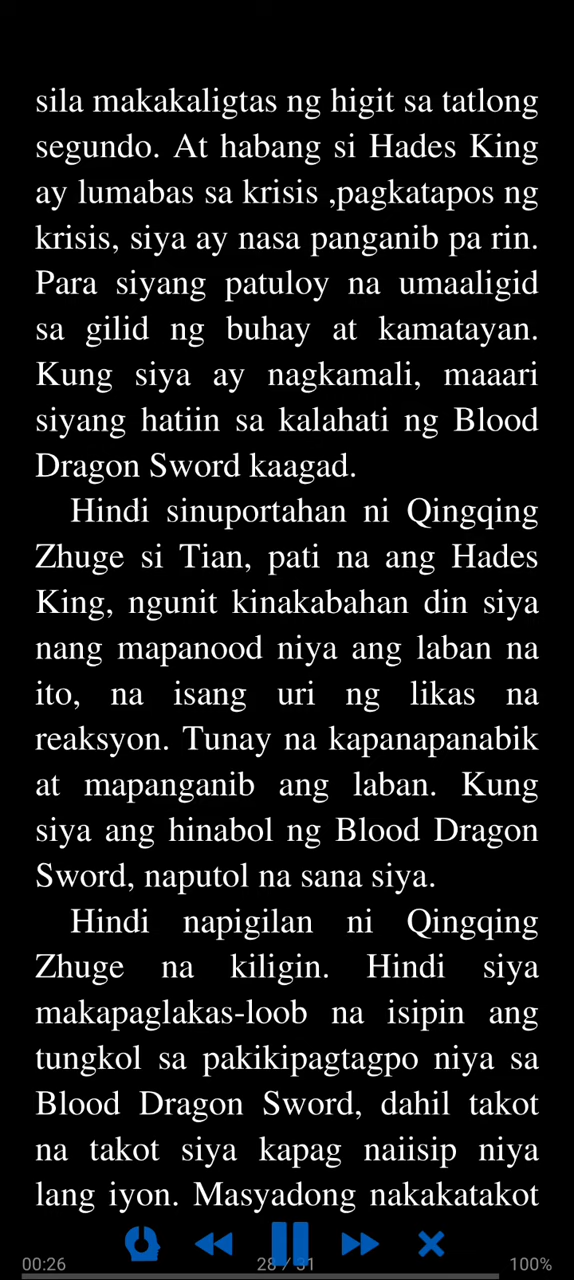 sila makakaligtas ng higit sa tatlong
segundo. At habang si Hades King
ay lumabas sa krisis ,pagkatapos ng
krisis, siya ay nasa panganib pa rin.
Para siyang patuloy na umaaligid
sa gilid ng buhay at kamatayan.
Kung siya ay nagkamali, maaari
siyang hatiin sa kalahati ng Blood
Dragon Sword kaagad.
Hindi sinuportahan ni Qingqing
Zhuge si Tian, pati na ang Hades
King, ngunit kinakabahan din siya
nang mapanood niya ang laban na
ito, na isang uri ng likas na
reaksyon. Tunay na kapanapanabik
at mapanganib ang laban. Kung
siya ang hinabol ng Blood Dragon
Sword, naputol na sana siya.
Hindi napigilan ni Qingqing
Zhuge na kiligin. Hindi siya
makapaglakas-loob na isipin ang
tungkol sa pakikipagtagpo niya sa
Blood Dragon Sword, dahil takot
na takot siya kapag naiisip niya
lang iyon. Masyadong nakakatakot
00:26 28 / 31 100%